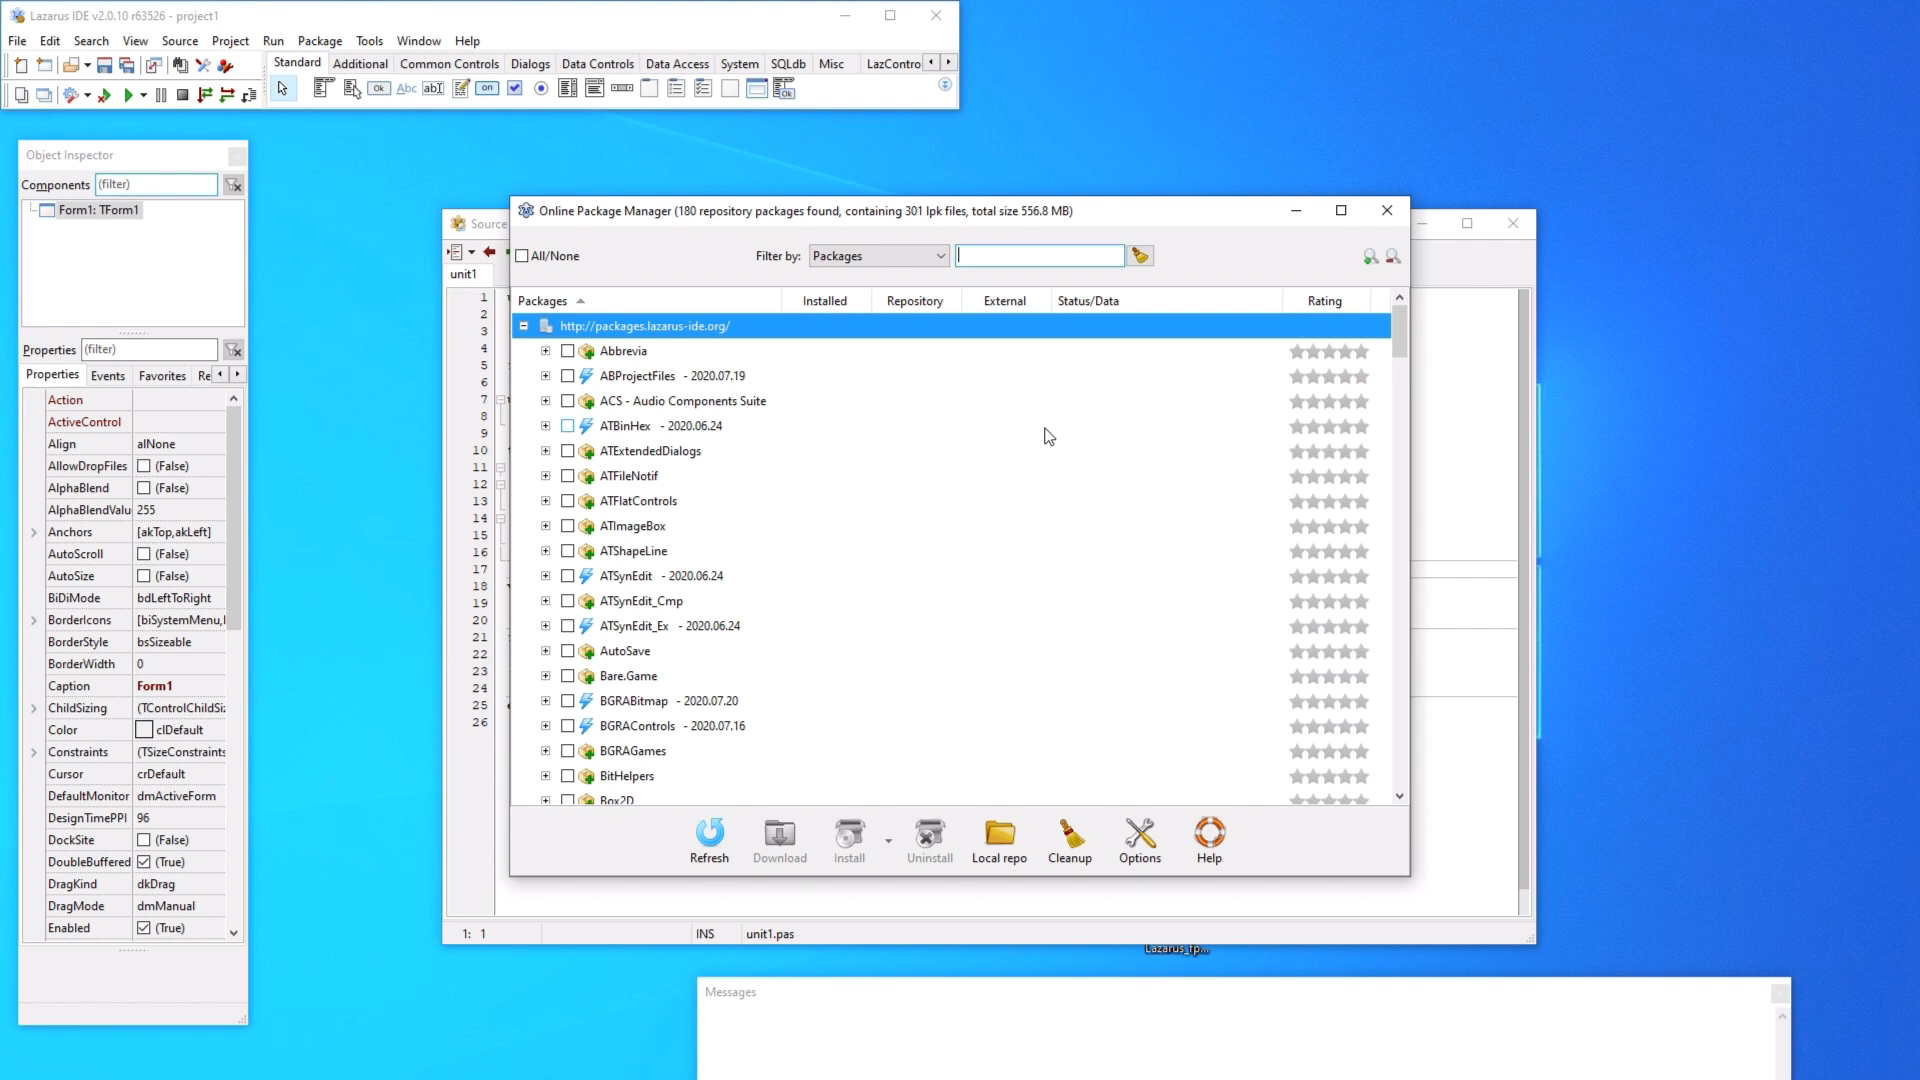 Lazarus IDE v2.0.10 r63526 - project1
File Edit Search View Source Project Run Package Tools Window Help
Standard Additional Common Controls Dialogs Data Controls Data Access System SQLdb Misc LazContro
Ok Abc abI on Ok
Object Inspector
Components (filter)
Form1: TForm1
Properties (filter)
Properties Events Favorites Re
Action
ActiveControl
Align alNone
AllowDropFiles (False)
AlphaBlend (False)
AlphaBlendValu 255
Anchors [akTop,akLeft]
AutoScroll (False)
AutoSize (False)
BiDiMode bdLeftToRight
BorderIcons [biSystemMenu,
BorderStyle bsSizeable
BorderWidth 0
Caption Form1
ChildSizing (TControlChildSi
Color clDefault
Constraints (TSizeConstraints
Cursor crDefault
DefaultMonitor dmActiveForm
DesignTimePPI 96
DockSite (False)
DoubleBuffered (True)
DragKind dkDrag
DragMode dmManual
Enabled (True)
Source
unit1
1
2
3
4
5
6
7
8
9
10
11
12
13
14
15
16
17
18
19
20
21
22
23
24
25
26
1: 1 INS unit1.pas
Online Package Manager (180 repository packages found, containing 301 lpk files, total size 556.8 MB)
All/None Filter by: Packages
Packages Installed Repository External Status/Data Rating
http://packages.lazarus-ide.org/
Abbrevia
ABProjectFiles - 2020.07.19
ACS - Audio Components Suite
ATBinHex - 2020.06.24
ATExtendedDialogs
ATFileNotif
ATFlatControls
ATImageBox
ATShapeLine
ATSynEdit - 2020.06.24
ATSynEdit_Cmp
ATSynEdit_Ex - 2020.06.24
AutoSave
Bare.Game
BGRABitmap - 2020.07.20
BGRAControls - 2020.07.16
BGRAGames
BitHelpers
Box2D
Refresh Download Install Uninstall Local repo Cleanup Options Help
Lazarus_fp...
Messages